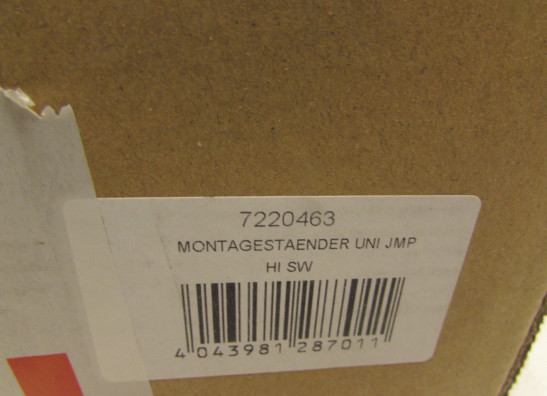 7220463
MONTAGESTAENDER UNI JMP
HI SW
4 043981 287011